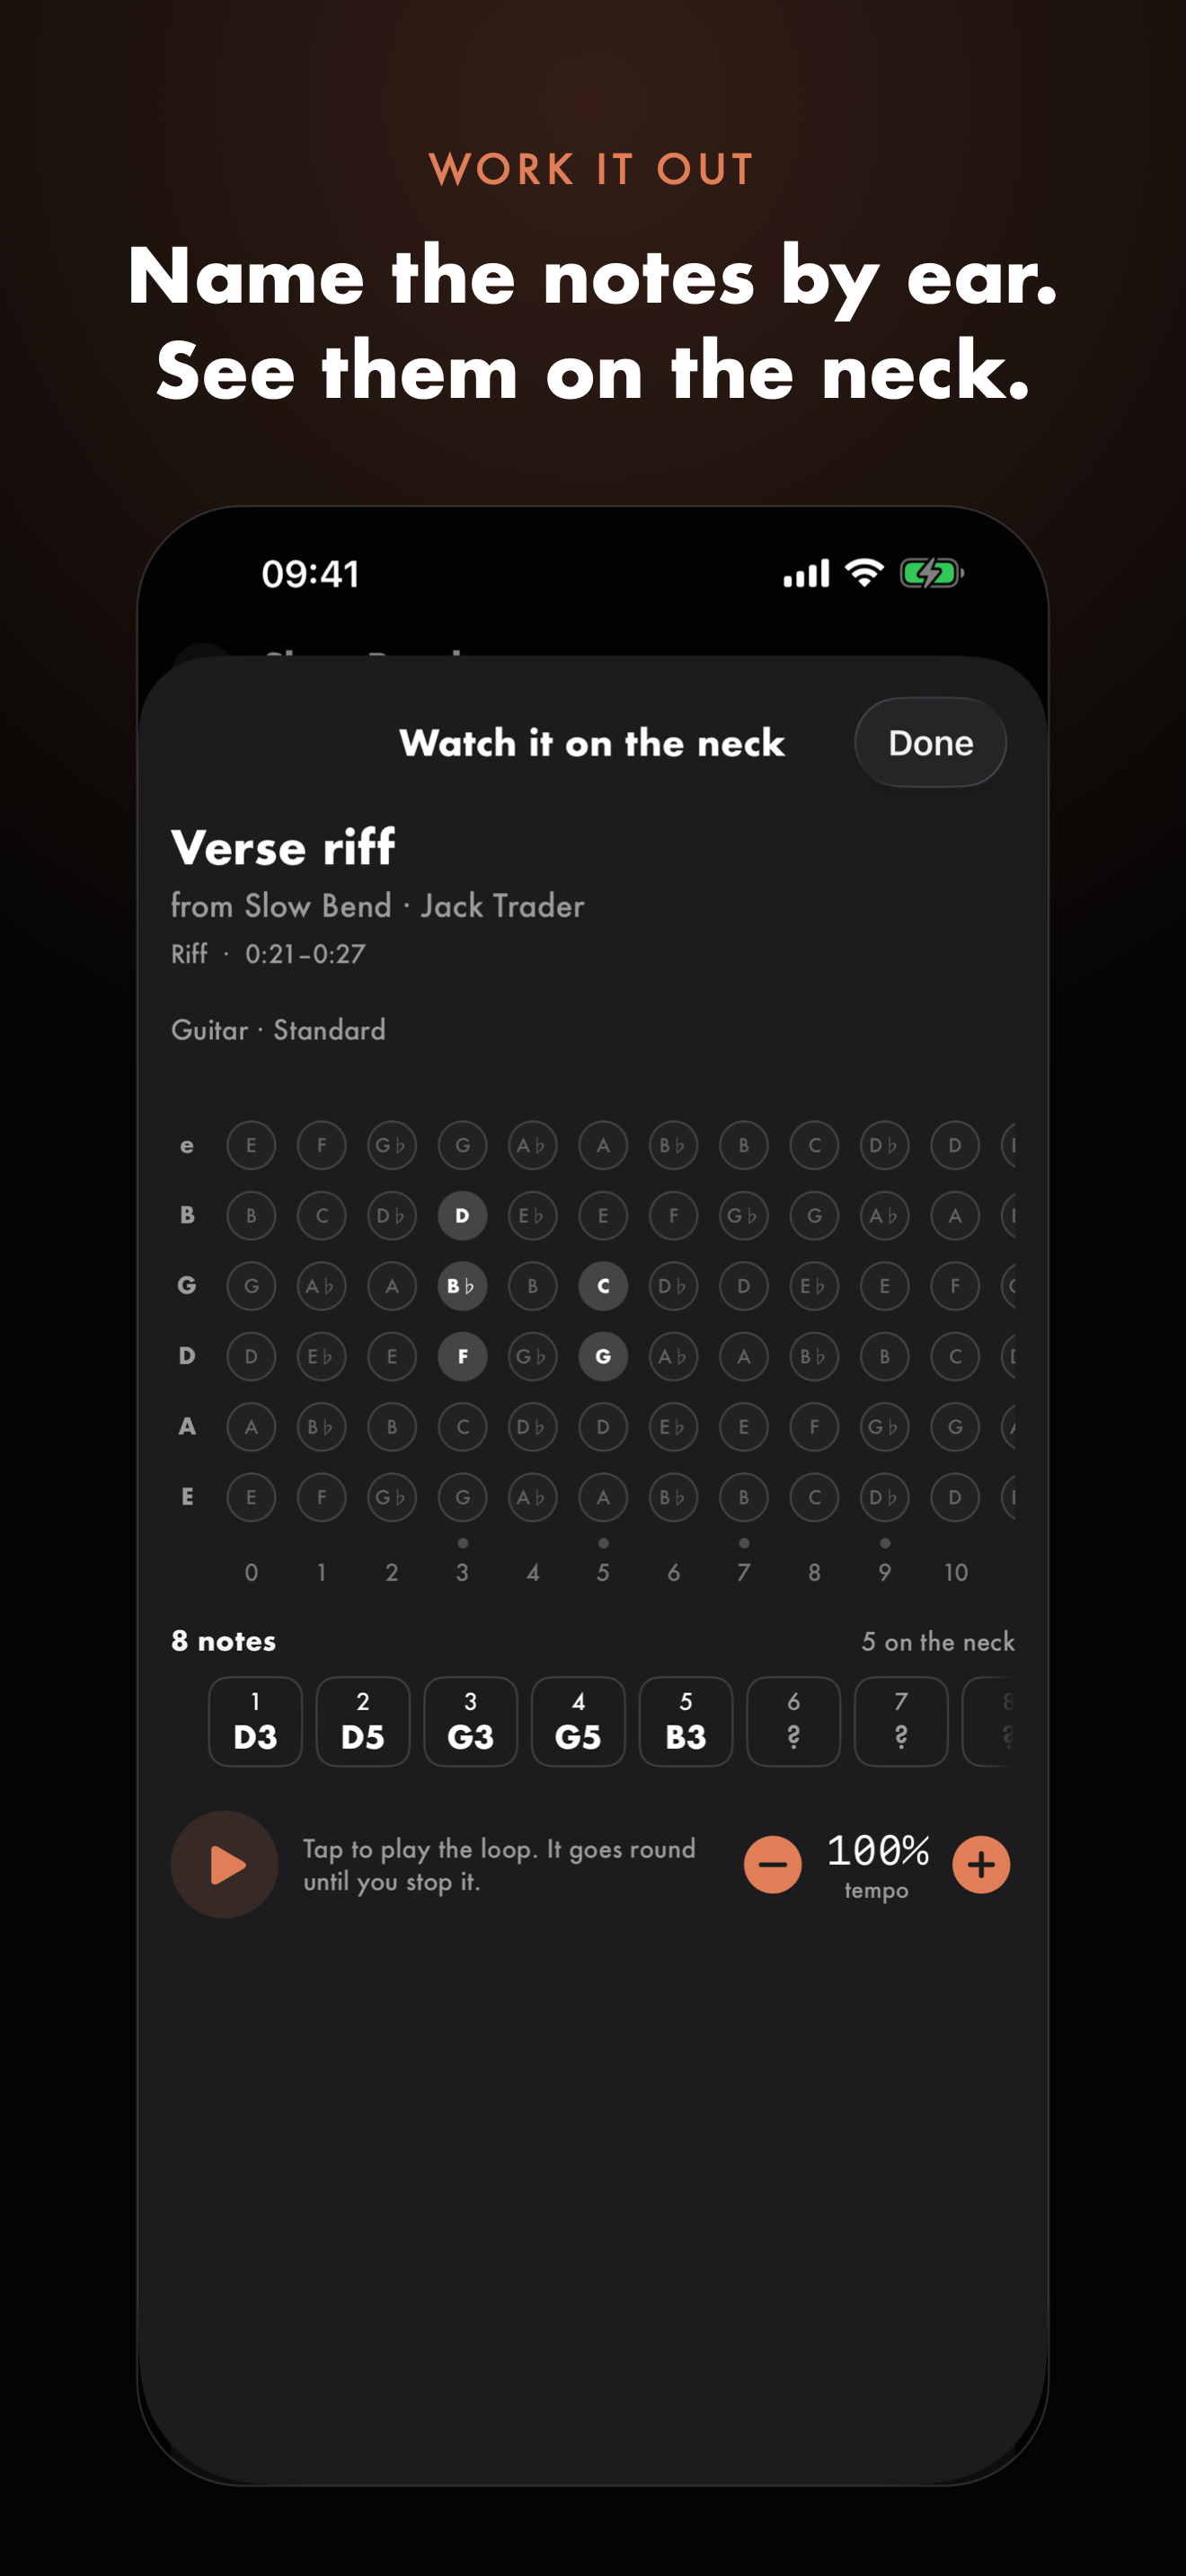 WORK IT OUT
Name the notes by ear.
See them on the neck.
09:41
Watch it on the neck
Done
Verse riff
from Slow Bend · Jack Trader
Riff · 0:21–0:27
Guitar · Standard
e E F G♭ G A♭ A B♭ B C D♭ D
B B C D♭ D E♭ E F G♭ G A♭ A
G G A♭ A B♭ B C D♭ D E♭ E F
D D E♭ E F G♭ G A♭ A B♭ B C
A A B♭ B C D♭ D E♭ E F G♭ G
E E F G♭ G A♭ A B♭ B C D♭ D
0 1 2 3 4 5 6 7 8 9 10
8 notes
5 on the neck
1 2 3 4 5 6 7 8
D3 D5 G3 G5 B3 ? ? ?
Tap to play the loop. It goes round
until you stop it.
100%
tempo